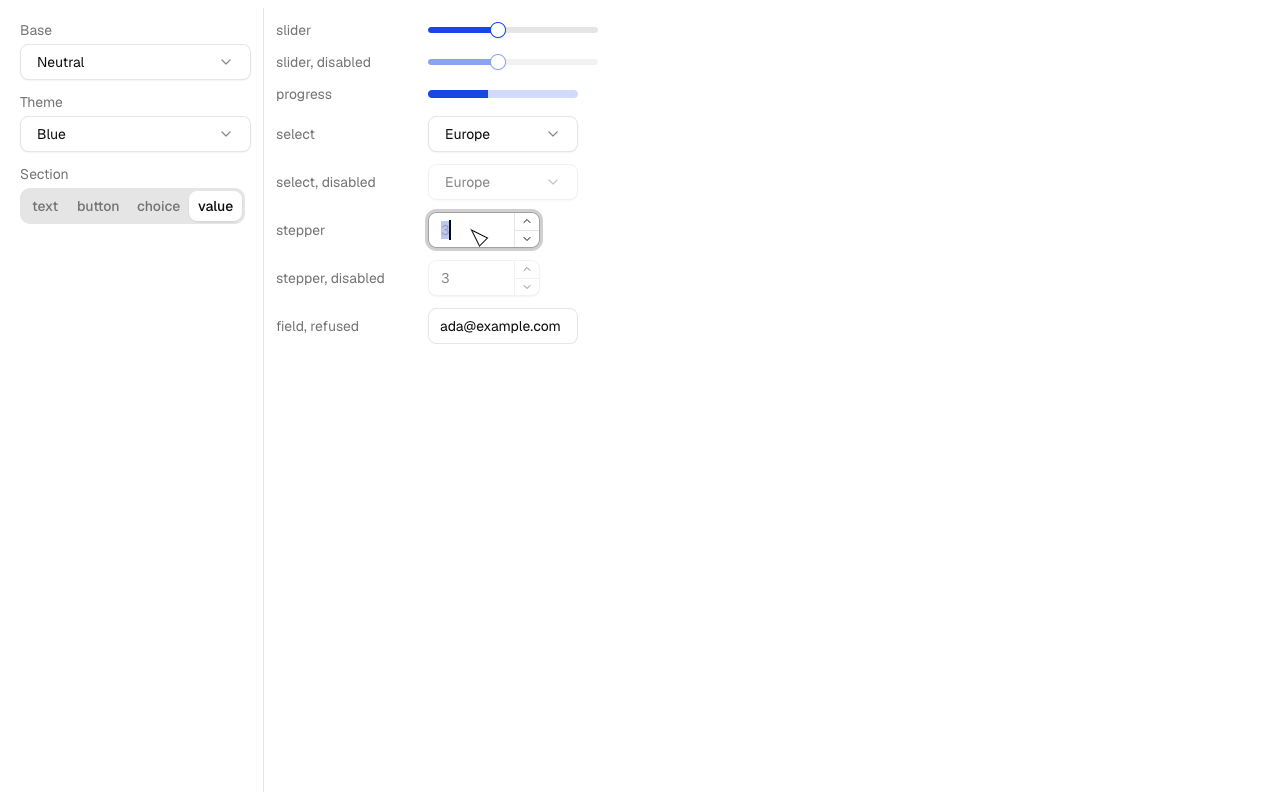 Base
Neutral
Theme
Blue
Section
text button choice value
slider
slider, disabled
progress
select Europe
select, disabled Europe
stepper 3
stepper, disabled 3
field, refused ada@example.com